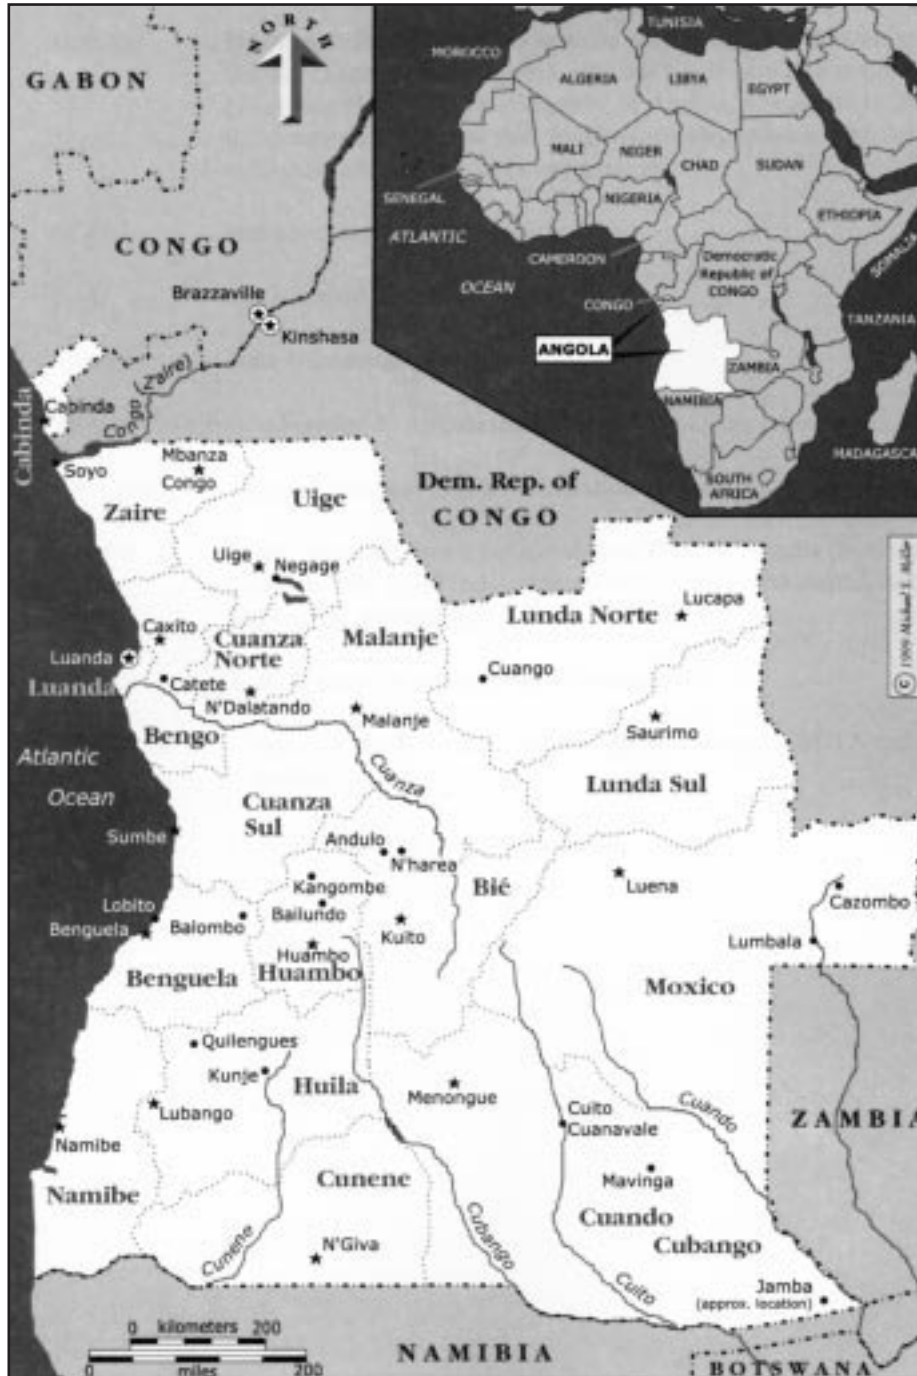 NORTH
GABON
CONGO
Brazzaville
Kinshasa
Cabinda
Cabinda
Congo (Zaire)
Soyo
TUNISIA
MOROCCO
ALGERIA
LIBYA
EGYPT
MALI
NIGER
CHAD
SUDAN
SENEGAL
NIGERIA
ETHIOPIA
ATLANTIC
OCEAN
CAMEROON
Democratic
Republic of
CONGO
SOMALIA
CONGO
TANZANIA
ANGOLA
ZAMBIA
NAMIBIA
MADAGASCA
SOUTH
AFRICA
Mbanza
Congo
Zaire
Uige
Dem. Rep. of
CONGO
Uige
Negage
© 1999 Michael S. Miller
Caxito
Cuanza
Norte
Malanje
Lunda Norte
Lucapa
Luanda
Luanda
Catete
N'Dalatando
Malanje
Cuango
Saurimo
Bengo
Atlantic
Ocean
Cuanza
Lunda Sul
Cuanza
Sul
Sumbe
Andulo
N'harea
Kangombe
Bié
Luena
Cazombo
Lobito
Benguela
Balombo
Bailundo
Kuito
Lumbala
Huambo
Huambo
Benguela
Moxico
Quilengues
Kunje
Huila
Menongue
Lubango
Cuito
Cuanavale
Cuando
ZAMBIA
Namibe
Namibe
Cunene
Mavinga
Cuando
Cubango
Cunene
N'Giva
Cubango
Cuito
Jamba
(approx. location)
0 kilometers 200
0 miles 200
NAMIBIA
BOTSWANA